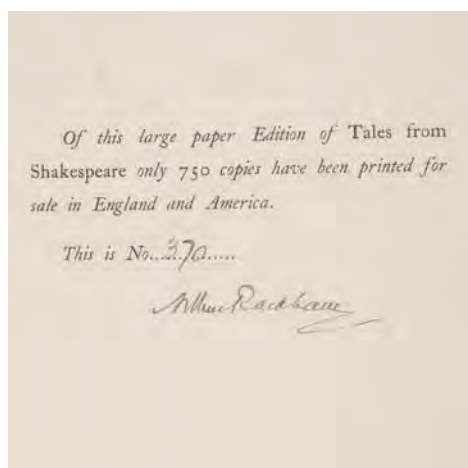 Of this large paper Edition of Tales from
Shakespeare only 750 copies have been printed for
sale in England and America.
This is No...370.....
Arthur Rackham